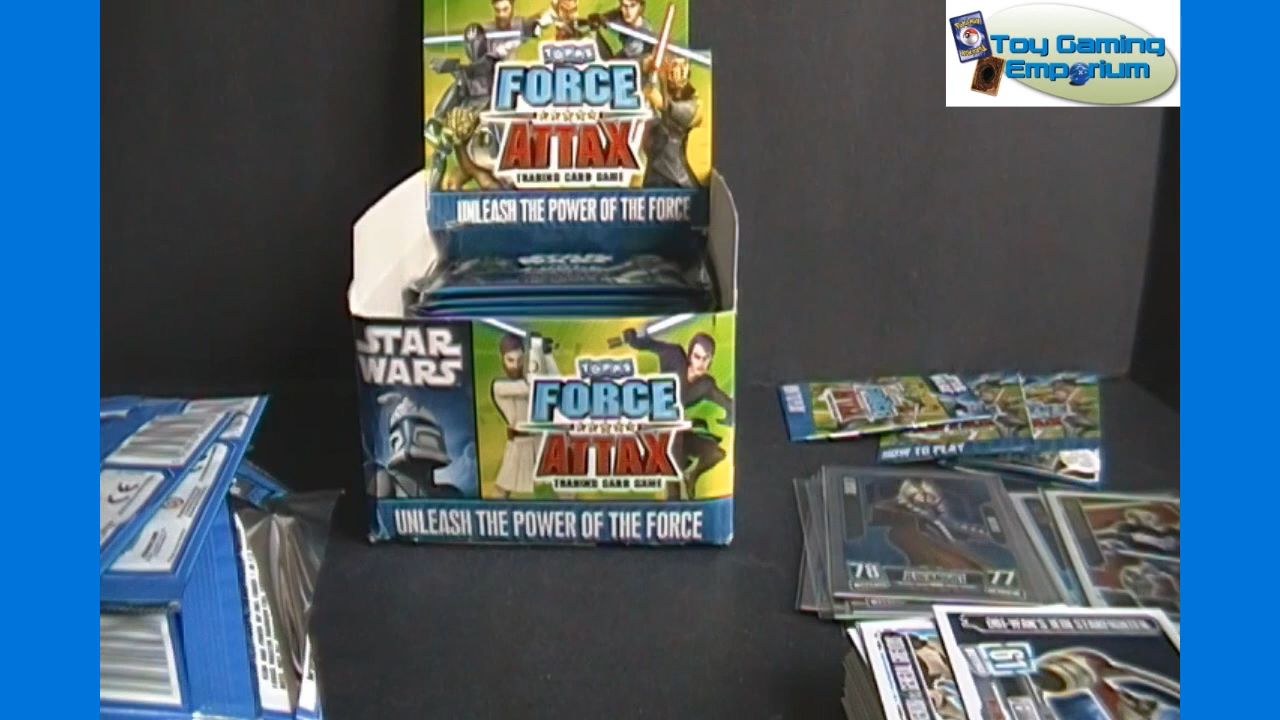 Toy Gaming
Emporium
TOPPS
FORCE
ATTAX
TRADING CARD GAME
UNLEASH THE POWER OF THE FORCE
STAR
WARS
TOPPS
FORCE
ATTAX
TRADING CARD GAME
UNLEASH THE POWER OF THE FORCE
ATTAX
FORCE
HOW TO PLAY
78
77
OBI-WAN'S JEDI STARFIGHTER